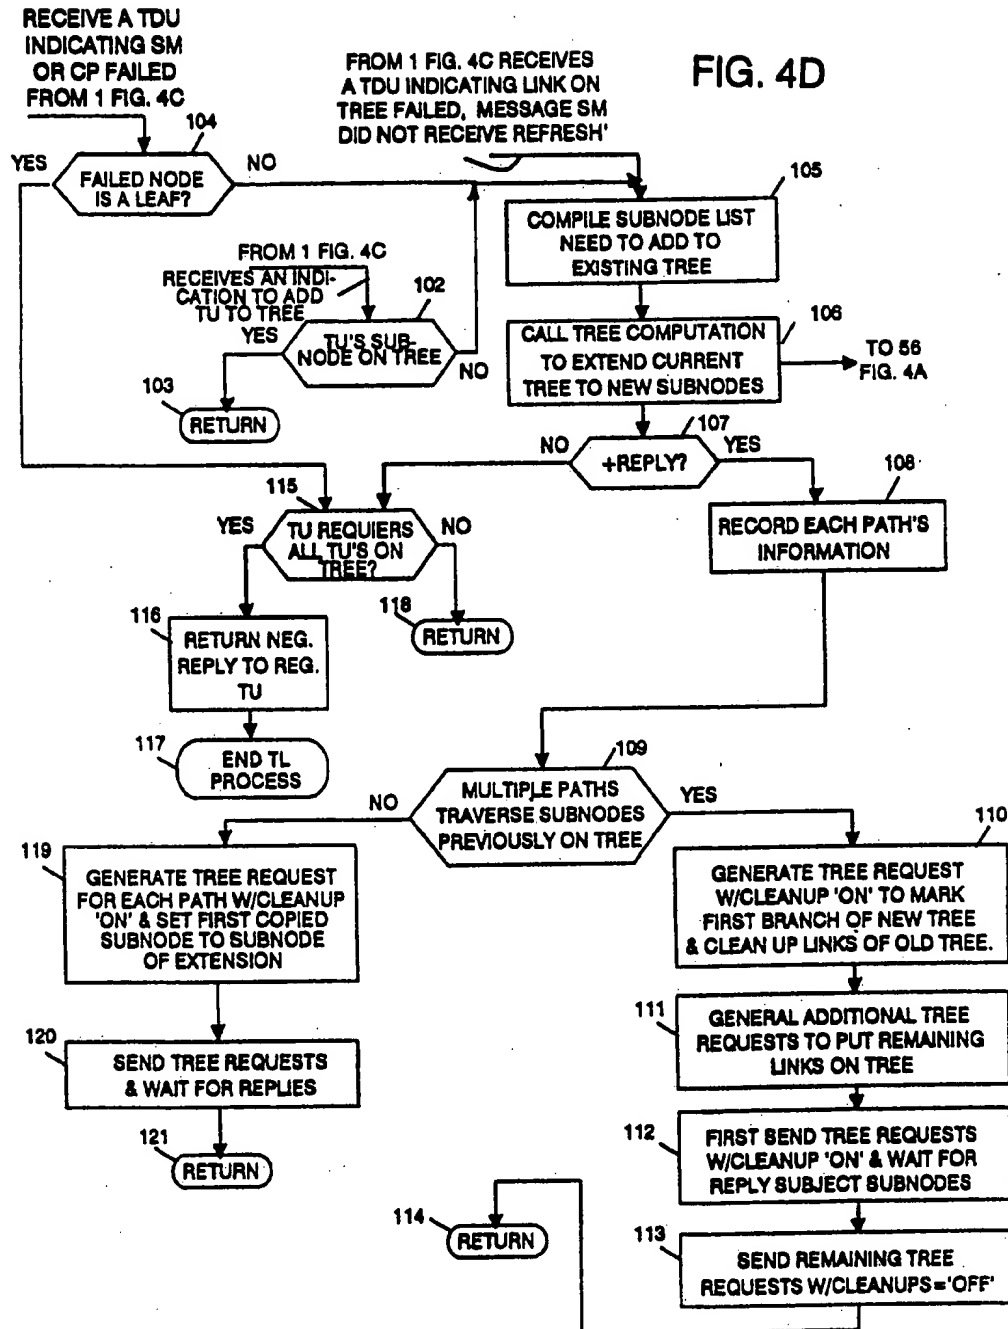 RECEIVE A TDU
INDICATING SM
OR CP FAILED
FROM 1 FIG. 4C
FROM 1 FIG. 4C RECEIVES
A TDU INDICATING LINK ON
TREE FAILED, MESSAGE SM
DID NOT RECEIVE REFRESH'
FIG. 4D
104
YES
FAILED NODE
IS A LEAF?
NO
105
COMPILE SUBNODE LIST
NEED TO ADD TO
EXISTING TREE
FROM 1 FIG. 4C
RECEIVES AN INDI-
CATION TO ADD
TU TO TREE
102
YES
TU'S SUB-
NODE ON TREE
NO
103
RETURN
106
CALL TREE COMPUTATION
TO EXTEND CURRENT
TREE TO NEW SUBNODES
TO 56
FIG. 4A
107
NO
+REPLY?
YES
108
RECORD EACH PATH'S
INFORMATION
115
YES
TU REQUIERS
ALL TU'S ON
TREE?
NO
116
RETURN NEG.
REPLY TO REG.
TU
118
RETURN
117
END TL
PROCESS
109
NO
MULTIPLE PATHS
TRAVERSE SUBNODES
PREVIOUSLY ON TREE
YES
119
GENERATE TREE REQUEST
FOR EACH PATH W/CLEANUP
'ON' & SET FIRST COPIED
SUBNODE TO SUBNODE
OF EXTENSION
110
GENERATE TREE REQUEST
W/CLEANUP 'ON' TO MARK
FIRST BRANCH OF NEW TREE
& CLEAN UP LINKS OF OLD TREE.
120
SEND TREE REQUESTS
& WAIT FOR REPLIES
111
GENERAL ADDITIONAL TREE
REQUESTS TO PUT REMAINING
LINKS ON TREE
121
RETURN
112
FIRST SEND TREE REQUESTS
W/CLEANUP 'ON' & WAIT FOR
REPLY SUBJECT SUBNODES
114
RETURN
113
SEND REMAINING TREE
REQUESTS W/CLEANUPS='OFF'